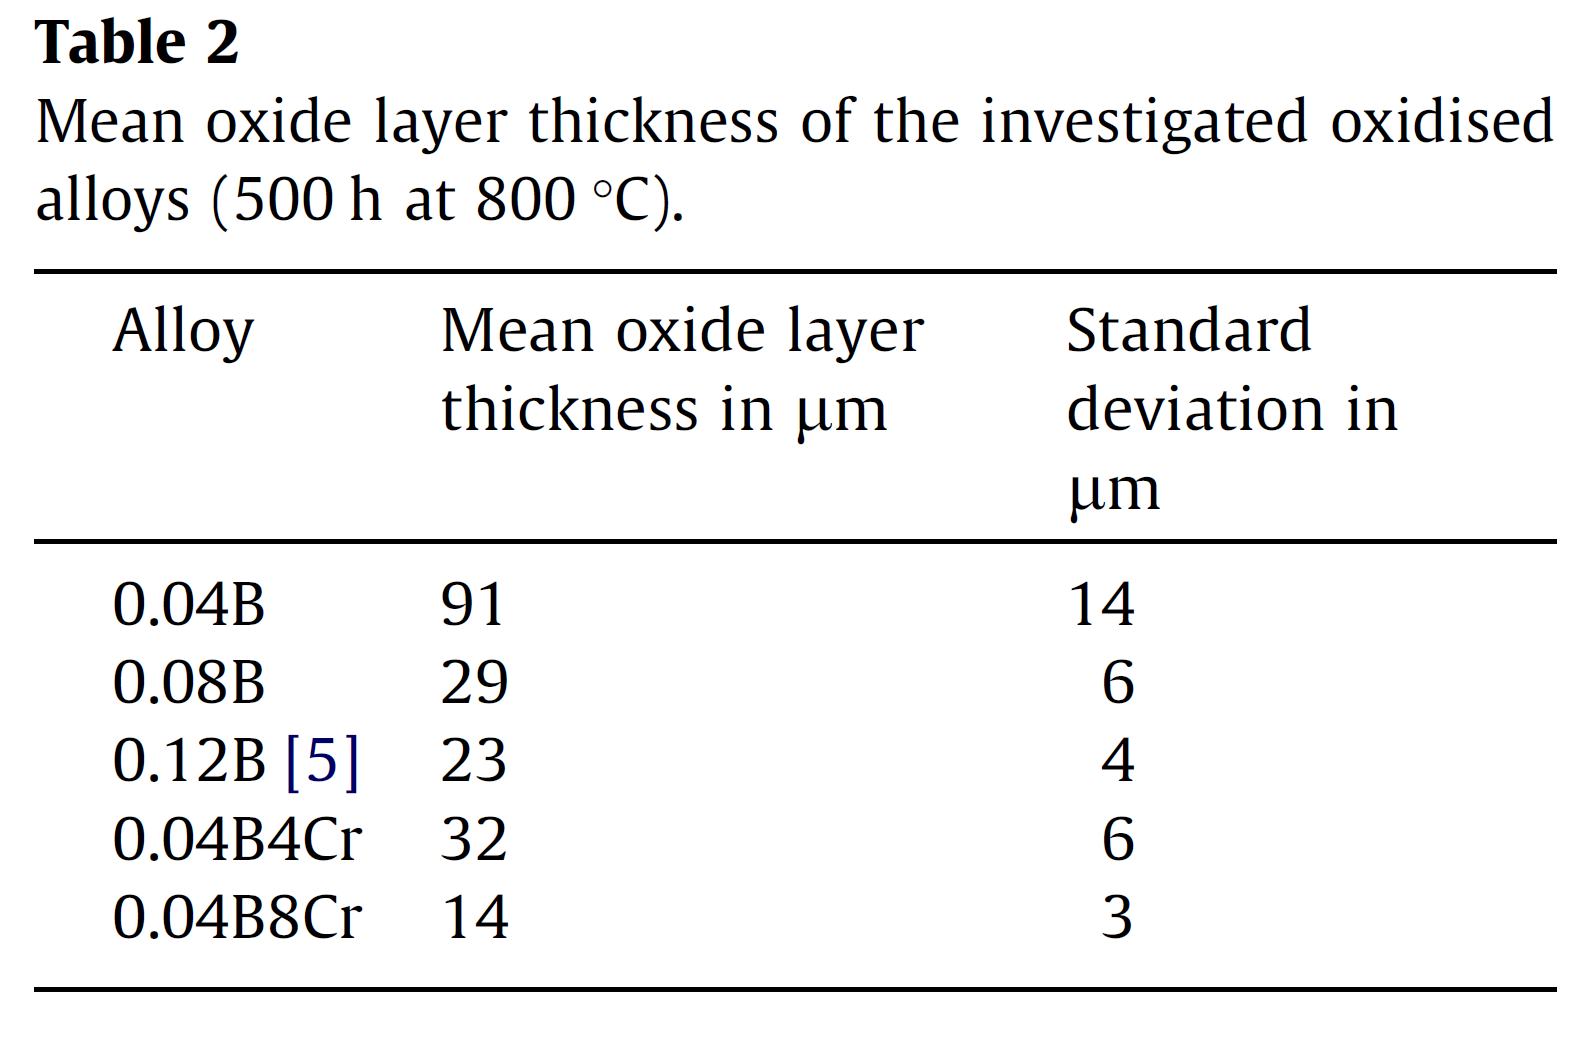 Table 2
Mean oxide layer thickness of the investigated oxidised
alloys (500 h at 800 °C).
Alloy Mean oxide layer Standard
thickness in μm deviation in
μm
0.04B 91 14
0.08B 29 6
0.12B [5] 23 4
0.04B4Cr 32 6
0.04B8Cr 14 3